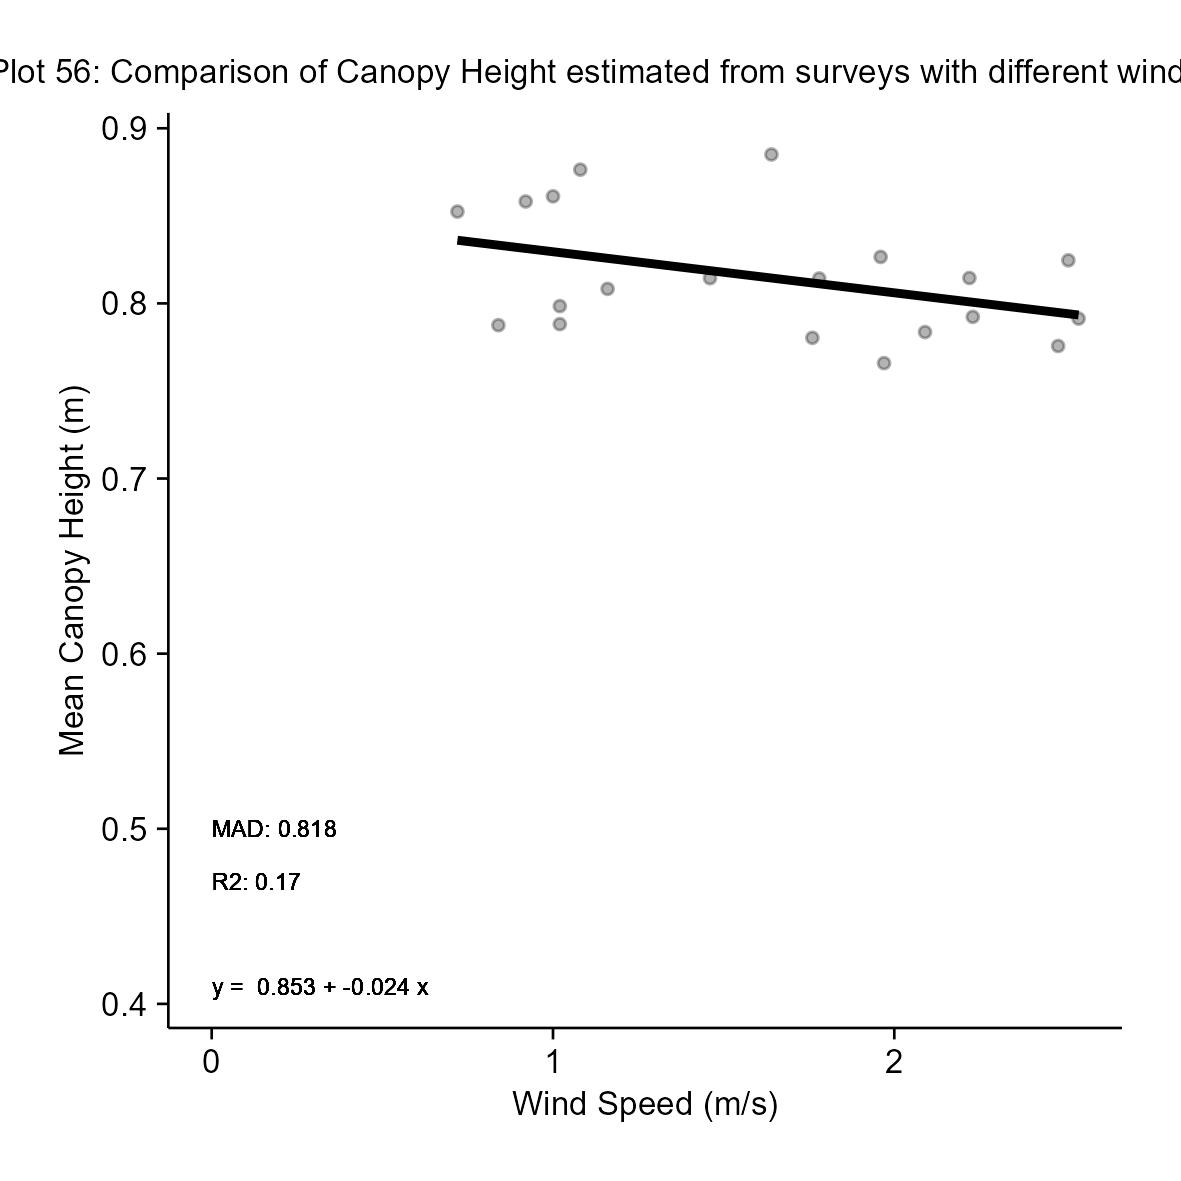 Plot 56: Comparison of Canopy Height estimated from surveys with different wind
0.9
0.8
0.7
0.6
0.5
0.4
Mean Canopy Height (m)
MAD: 0.818
R2: 0.17
y = 0.853 + -0.024 x
0 1 2
Wind Speed (m/s)